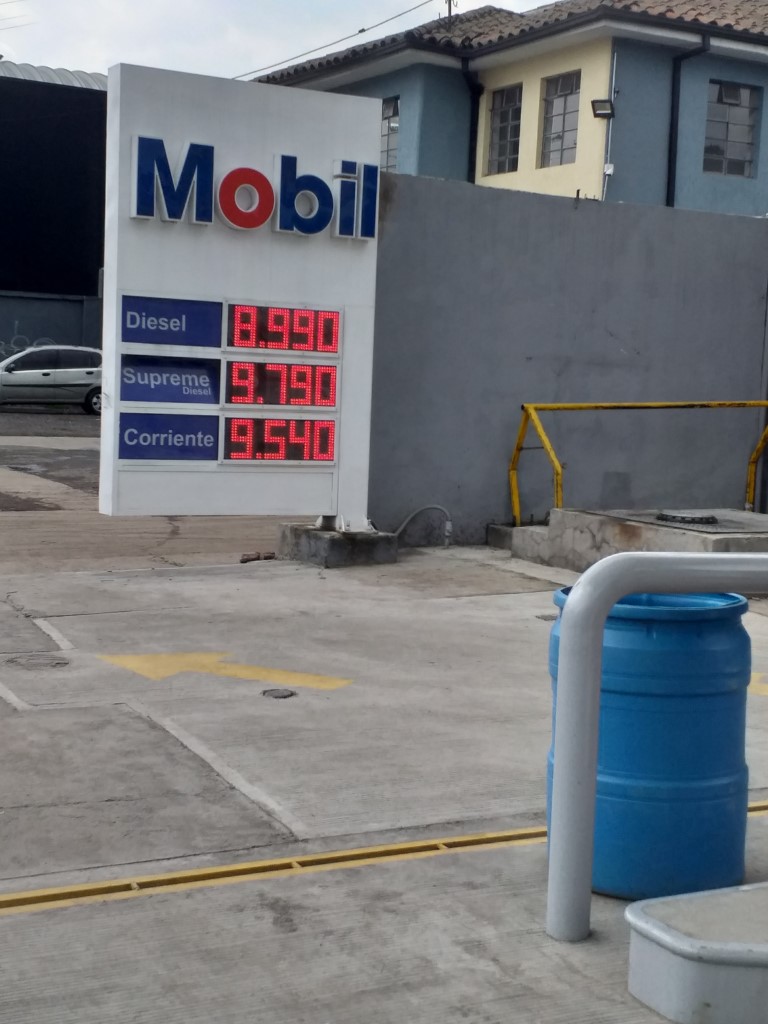 Mobil
Diesel 8.990
Supreme 9.790
Diesel
Corriente 9.540